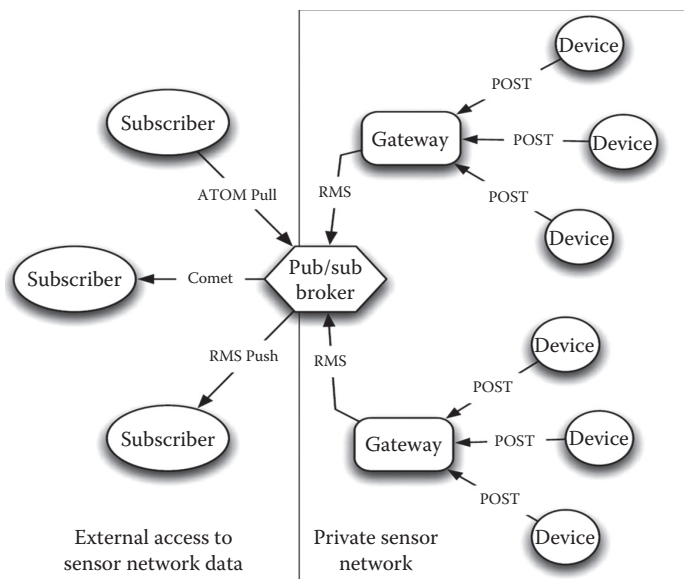 Device
POST
Subscriber
Gateway
POST
Device
ATOM Pull
RMS
POST
Device
Subscriber
Comet
Pub/sub
broker
RMS Push
RMS
Device
POST
Subscriber
Gateway
POST
Device
POST
Device
External access to
sensor network data
Private sensor
network